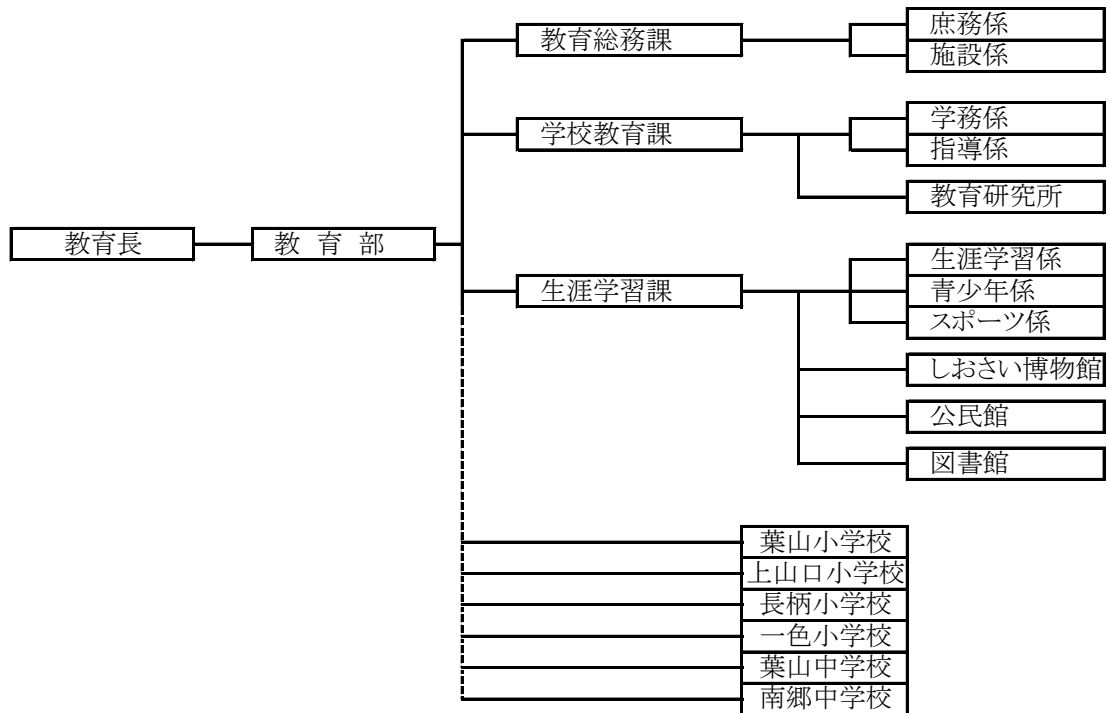 教育長
教 育 部
教育総務課
庶務係
施設係
学校教育課
学務係
指導係
教育研究所
生涯学習課
生涯学習係
青少年係
スポーツ係
しおさい博物館
公民館
図書館
葉山小学校
上山口小学校
長柄小学校
一色小学校
葉山中学校
南郷中学校